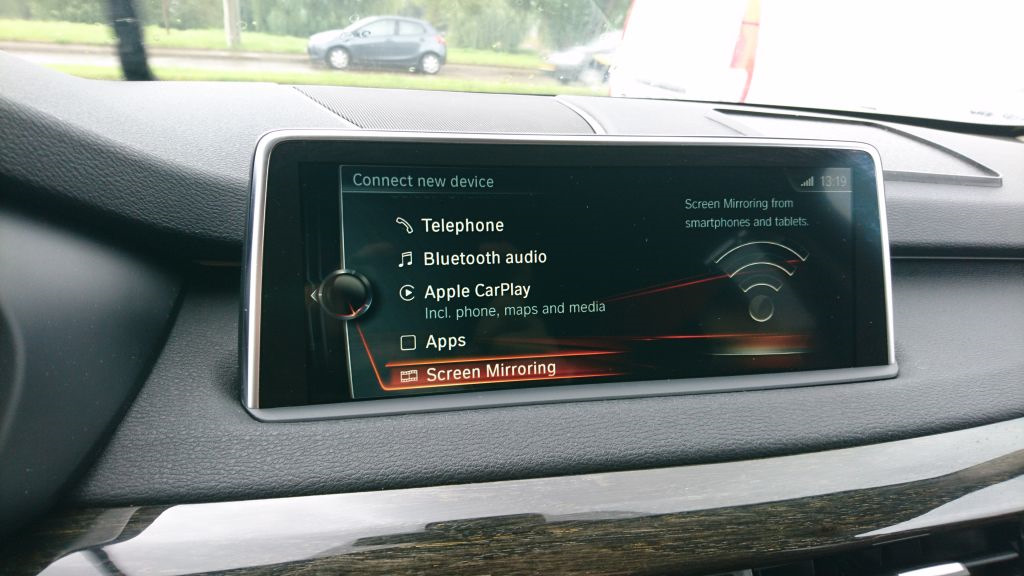 Connect new device
13:19
Telephone
Bluetooth audio
Apple CarPlay
Incl. phone, maps and media
Apps
Screen Mirroring
Screen Mirroring from
smartphones and tablets.